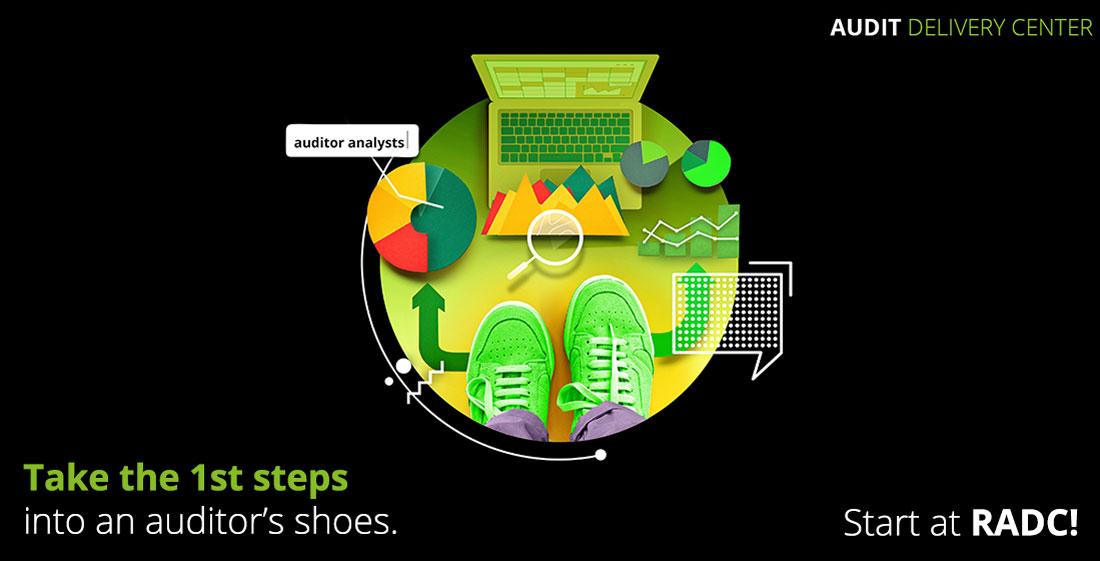 AUDIT DELIVERY CENTER
auditor analysts
Take the 1st steps
into an auditor’s shoes.
Start at RADC!